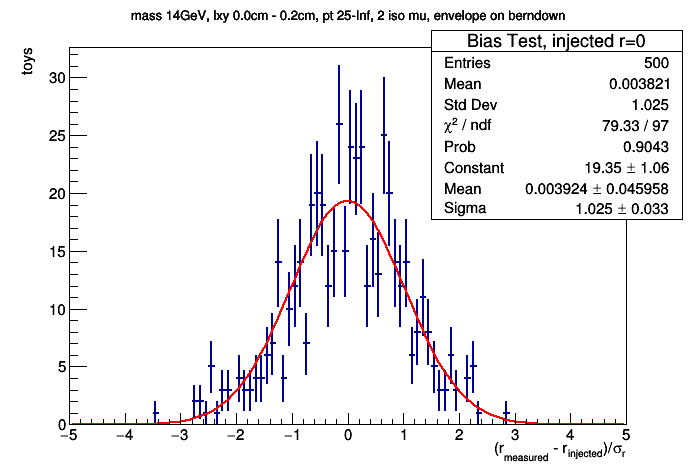 mass 14GeV, lxy 0.0cm - 0.2cm, pt 25-Inf, 2 iso mu, envelope on berndown
Bias Test, injected r=0
Entries 500
Mean 0.003821
Std Dev 1.025
χ² / ndf 79.33 / 97
Prob 0.9043
Constant 19.35 ± 1.06
Mean 0.003924 ± 0.045958
Sigma 1.025 ± 0.033
toys
30
25
20
15
10
5
0
−5 −4 −3 −2 −1 0 1 2 3 4 5
(r_measured - r_injected)/σ_r